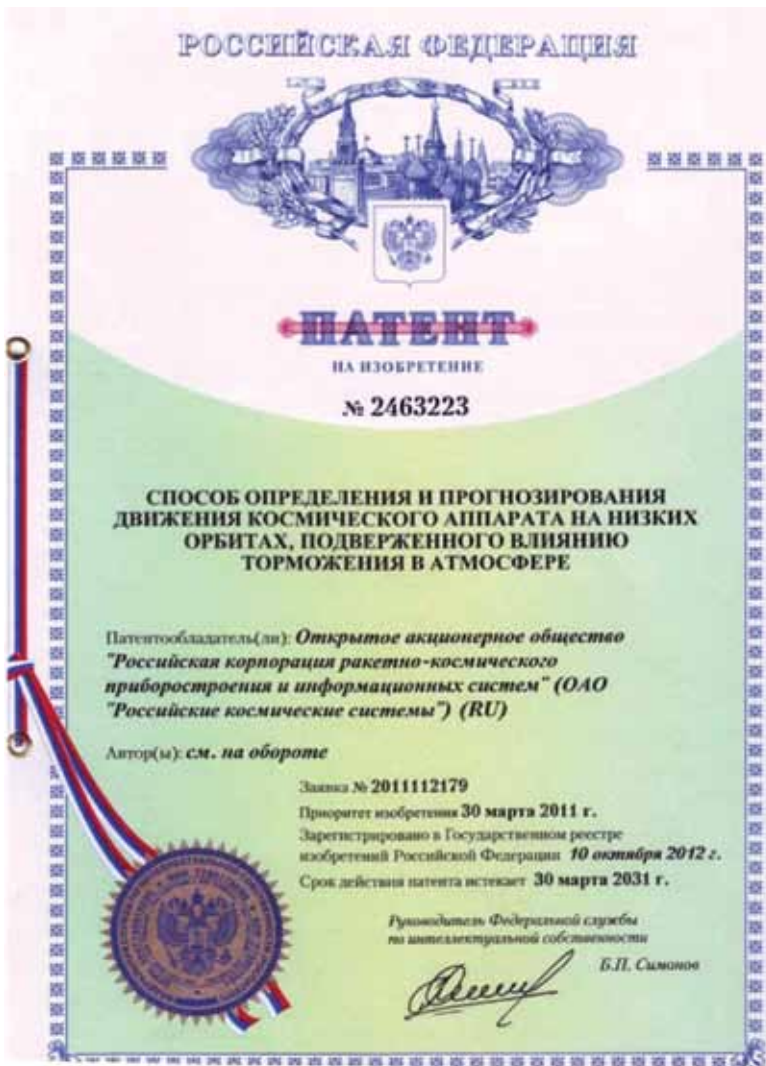 РОССИЙСКАЯ ФЕДЕРАЦИЯ
ПАТЕНТ
НА ИЗОБРЕТЕНИЕ
№ 2463223
СПОСОБ ОПРЕДЕЛЕНИЯ И ПРОГНОЗИРОВАНИЯ
ДВИЖЕНИЯ КОСМИЧЕСКОГО АППАРАТА НА НИЗКИХ
ОРБИТАХ, ПОДВЕРЖЕННОГО ВЛИЯНИЮ
ТОРМОЖЕНИЯ В АТМОСФЕРЕ
Патентообладатель(ли): Открытое акционерное общество
"Российская корпорация ракетно-космического
приборостроения и информационных систем" (ОАО
"Российские космические системы") (RU)
Автор(ы): см. на обороте
Заявка № 2011112179
Приоритет изобретения 30 марта 2011 г.
Зарегистрировано в Государственном реестре
изобретений Российской Федерации 10 октября 2012 г.
Срок действия патента истекает 30 марта 2031 г.
Руководитель Федеральной службы
по интеллектуальной собственности
Б.П. Симонов